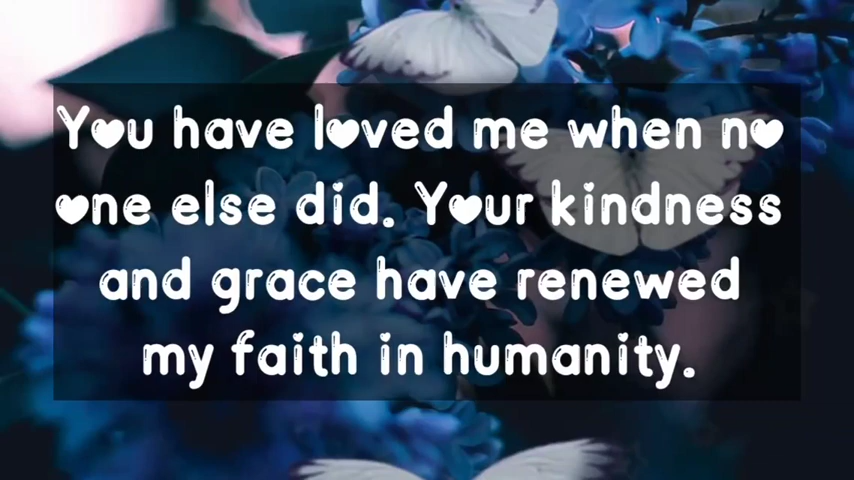 You have loved me when no
one else did. Your kindness
and grace have renewed
my faith in humanity.